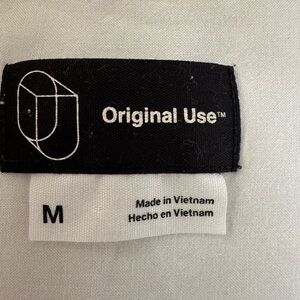 Original Use™
M
Made in Vietnam
Hecho en Vietnam